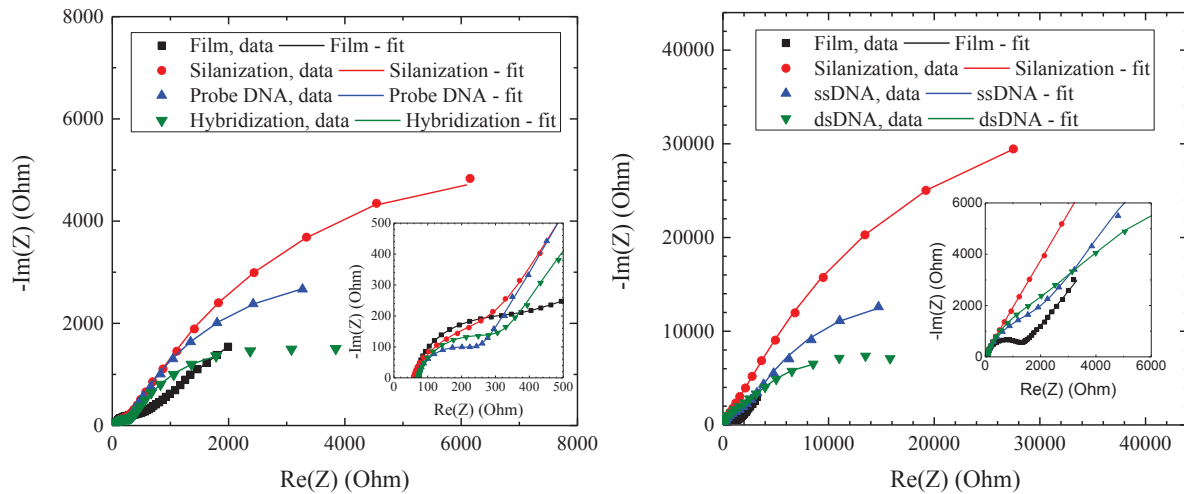 8000
6000
4000
2000
0
-Im(Z) (Ohm)
Film, data Film - fit
Silanization, data Silanization - fit
Probe DNA, data Probe DNA - fit
Hybridization, data Hybridization - fit
500
400
300
200
100
0
-Im(Z) (Ohm)
0 100 200 300 400 500
Re(Z) (Ohm)
0 2000 4000 6000 8000
Re(Z) (Ohm)
40000
30000
20000
10000
0
-Im(Z) (Ohm)
Film, data Film - fit
Silanization, data Silanization - fit
ssDNA, data ssDNA - fit
dsDNA, data dsDNA - fit
6000
4000
2000
0
-Im(Z) (Ohm)
0 2000 4000 6000
Re(Z) (Ohm)
0 10000 20000 30000 40000
Re(Z) (Ohm)